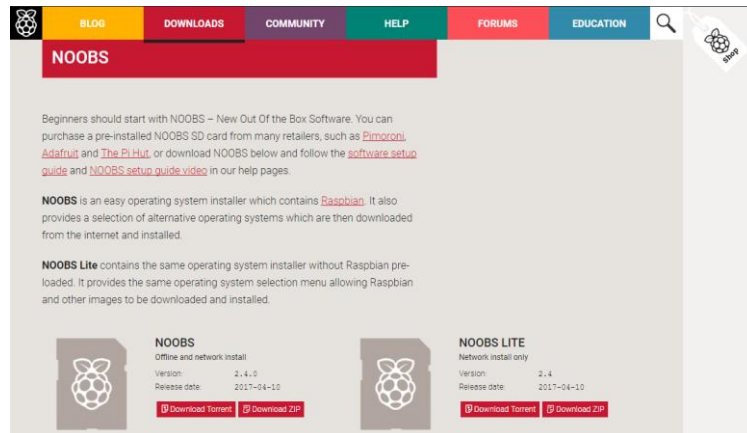 BLOG
DOWNLOADS
COMMUNITY
HELP
FORUMS
EDUCATION
Shop
NOOBS
Beginners should start with NOOBS – New Out Of the Box Software. You can
purchase a pre-installed NOOBS SD card from many retailers, such as Pimoroni,
Adafruit and The Pi Hut, or download NOOBS below and follow the software setup
guide and NOOBS setup guide video in our help pages.
NOOBS is an easy operating system installer which contains Raspbian. It also
provides a selection of alternative operating systems which are then downloaded
from the internet and installed.
NOOBS Lite contains the same operating system installer without Raspbian pre-
loaded. It provides the same operating system selection menu allowing Raspbian
and other images to be downloaded and installed.
NOOBS
Offline and network install
Version: 2.4.0
Release date: 2017-04-10
Download Torrent
Download ZIP
NOOBS LITE
Network install only
Version: 2.4
Release date: 2017-04-10
Download Torrent
Download ZIP